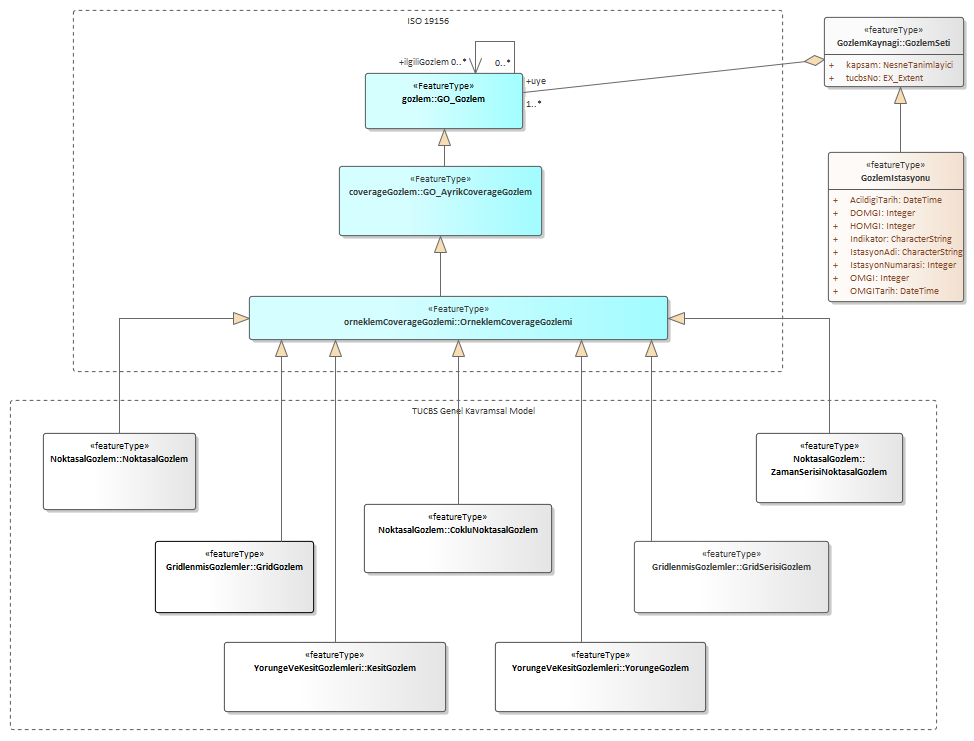 ISO 19156
+ilgiliGozlem 0..*
0..*
«FeatureType»
gozlem::GO_Gozlem
+uye
1..*
«featureType»
GozlemKaynagi::GozlemSeti
+ kapsam: NesneTanimlayici
+ tucbsNo: EX_Extent
«FeatureType»
coverageGozlem::GO_AyrikCoverageGozlem
«featureType»
GozlemIstasyonu
+ AcildigiTarih: DateTime
+ DOMGI: Integer
+ HOMGI: Integer
+ Indikator: CharacterString
+ IstasyonAdi: CharacterString
+ IstasyonNumarasi: Integer
+ OMGI: Integer
+ OMGITarih: DateTime
«FeatureType»
orneklemCoverageGozlemi::OrneklemCoverageGozlemi
TUCBS Genel Kavramsal Model
«featureType»
NoktasalGozlem::NoktasalGozlem
«featureType»
NoktasalGozlem::
ZamanSerisiNoktasalGozlem
«featureType»
NoktasalGozlem::CokluNoktasalGozlem
«featureType»
GridlenmisGozlemler::GridGozlem
«featureType»
GridlenmisGozlemler::GridSerisiGozlem
«featureType»
YorungeVeKesitGozlemleri::KesitGozlem
«featureType»
YorungeVeKesitGozlemleri::YorungeGozlem